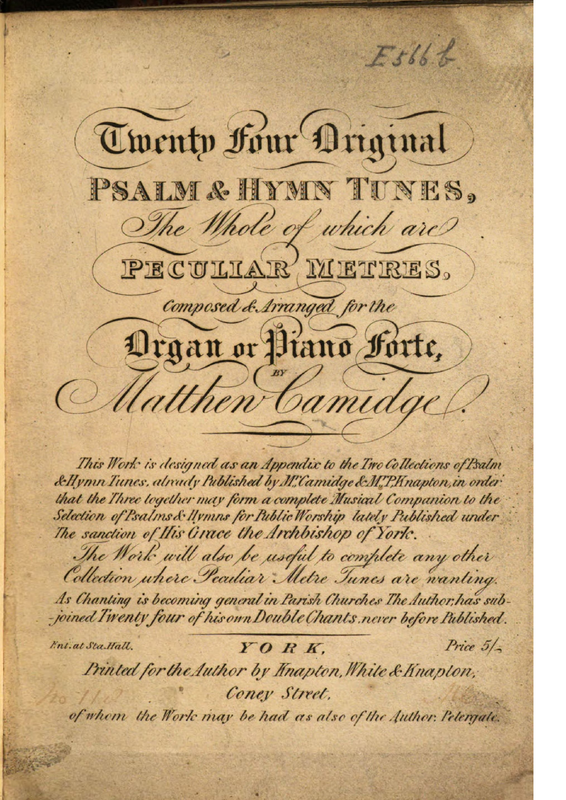 E566b.
Twenty Four Original
PSALM & HYMN TUNES,
The Whole of which are
PECULIAR METRES,
Composed & Arranged for the
Organ or Piano Forte,
BY
Matthew Camidge.
This Work is designed as an Appendix to the Two Collections of Psalm
& Hymn Tunes, already Published by Mr. Camidge & Mr. P. Knapton, in order
that the Three together may form a complete Musical Companion to the
Selection of Psalms & Hymns for Public Worship lately Published under
The sanction of His Grace the Archbishop of York.
The Work will also be useful to complete any other
Collection where Peculiar Metre Tunes are wanting.
As Chanting is becoming general in Parish Churches The Author, has sub-
-joined Twenty four of his own Double Chants, never before Published.
Ent. at Sta. Hall. YORK, Price 5/-
Printed for the Author by Knapton, White & Knapton,
Coney Street,
of whom the Work may be had as also of the Author, Petergate.